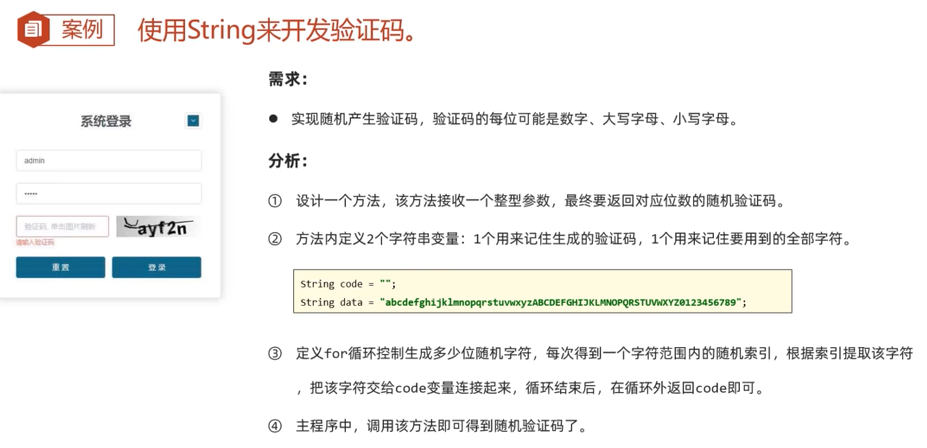 案例 使用String来开发验证码。
需求：
系统登录
● 实现随机产生验证码，验证码的每位可能是数字、大写字母、小写字母。
admin
分析：
•••••
① 设计一个方法，该方法接收一个整型参数，最终要返回对应位数的随机验证码。
验证码, 单击图片刷新 ayf2n
请输入验证码
② 方法内定义2个字符串变量：1个用来记住生成的验证码，1个用来记住要用到的全部字符。
重置 登录
String code = "";
String data = "abcdefghijklmnopqrstuvwxyzABCDEFGHIJKLMNOPQRSTUVWXYZ0123456789";
③ 定义for循环控制生成多少位随机字符，每次得到一个字符范围内的随机索引，根据索引提取该字符
，把该字符交给code变量连接起来，循环结束后，在循环外返回code即可。
④ 主程序中，调用该方法即可得到随机验证码了。